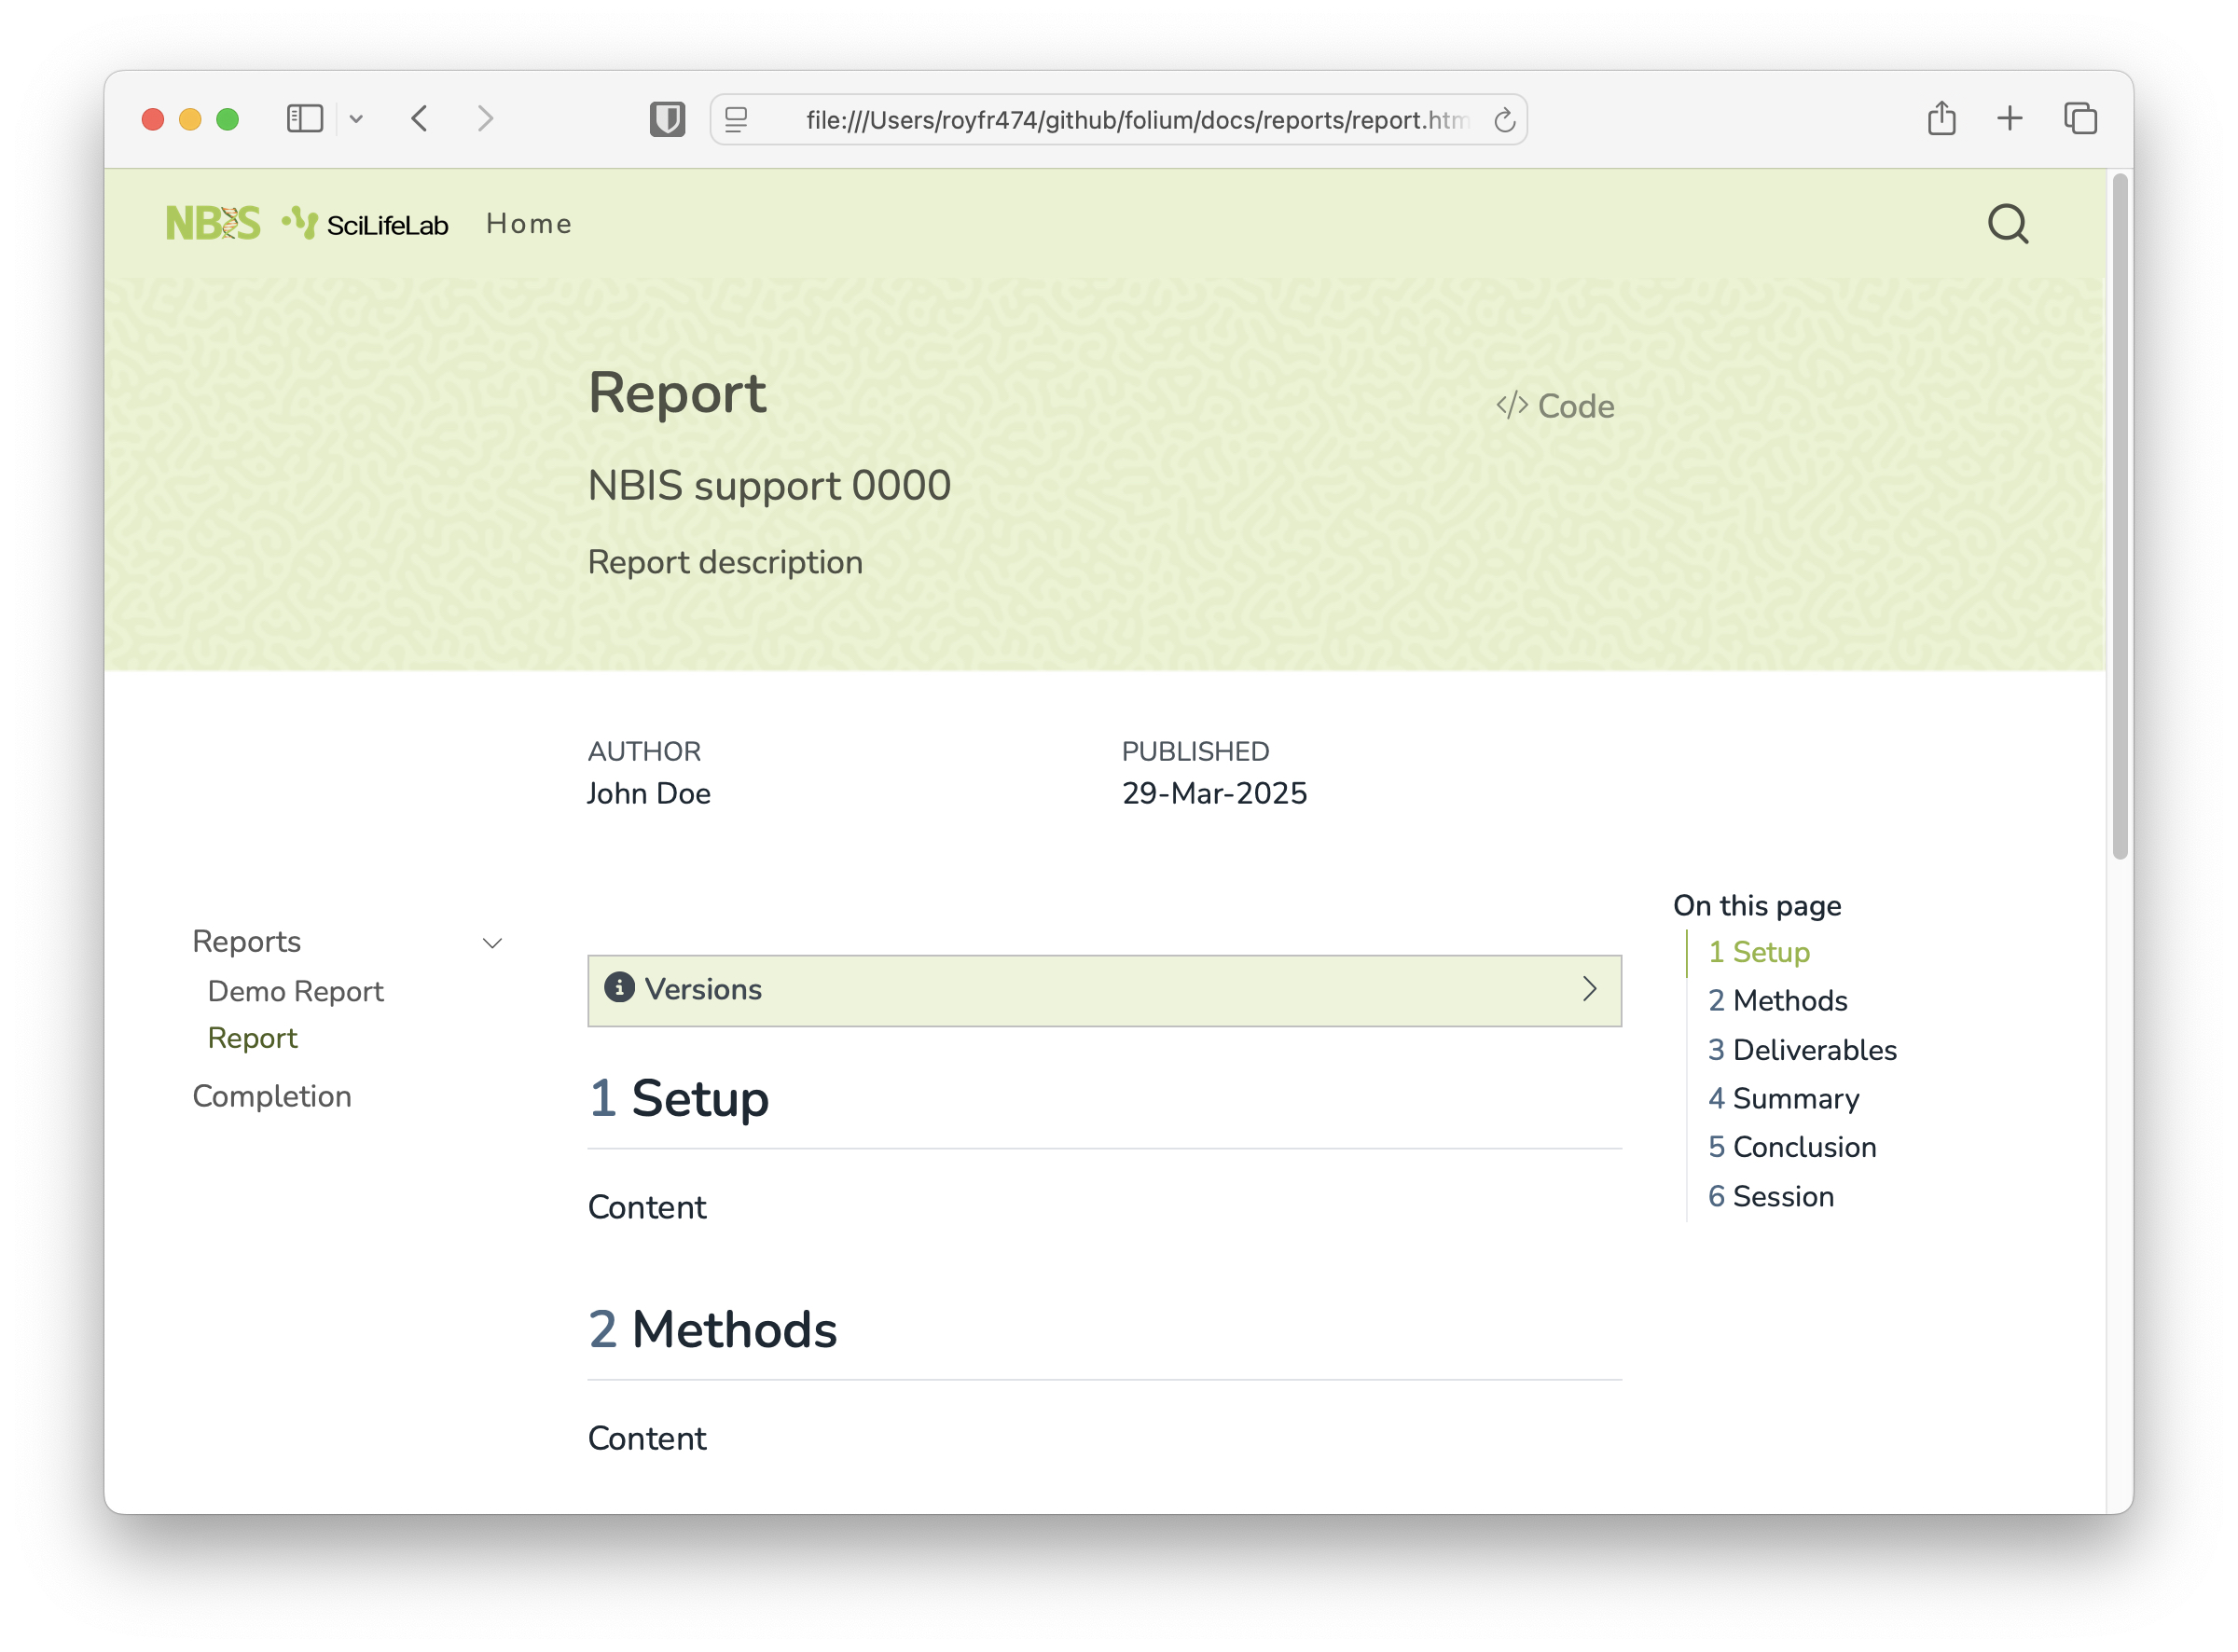 file:///Users/royfr474/github/folium/docs/reports/report.htm
NBIS SciLifeLab Home
Report
</> Code
NBIS support 0000
Report description
AUTHOR
John Doe
PUBLISHED
29-Mar-2025
Reports
Demo Report
Report
Completion
Versions
1 Setup
Content
2 Methods
Content
On this page
1 Setup
2 Methods
3 Deliverables
4 Summary
5 Conclusion
6 Session